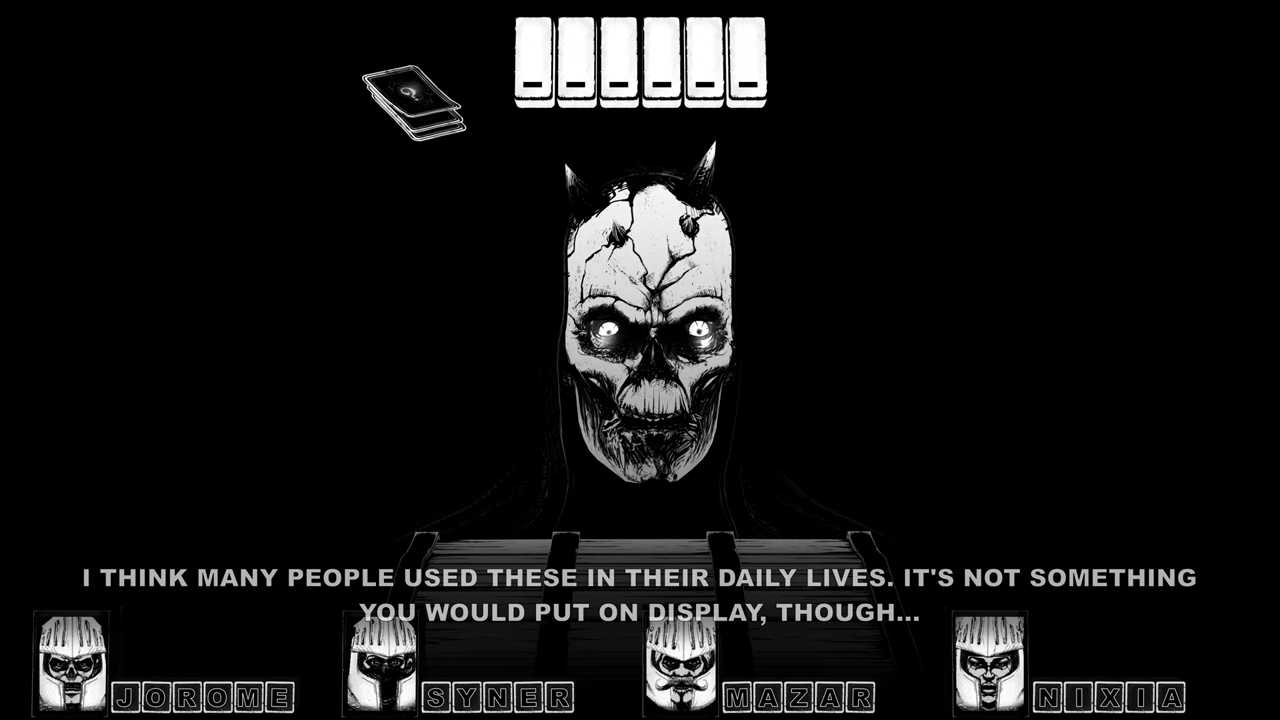 ?
I THINK MANY PEOPLE USED THESE IN THEIR DAILY LIVES. IT'S NOT SOMETHING
YOU WOULD PUT ON DISPLAY, THOUGH...
JOROME
SYNER
MAZAR
NIXIA